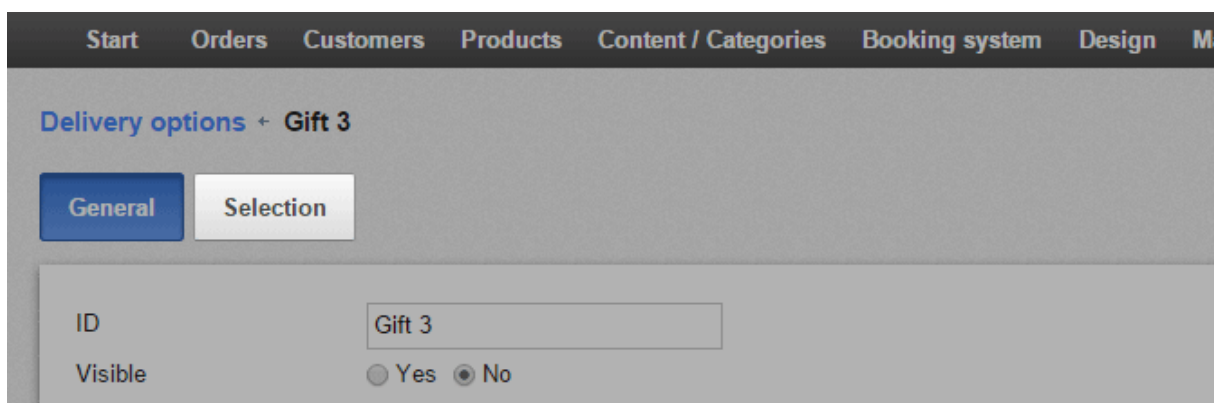 Start Orders Customers Products Content / Categories Booking system Design
Delivery options ← Gift 3
General Selection
ID Gift 3
Visible Yes No